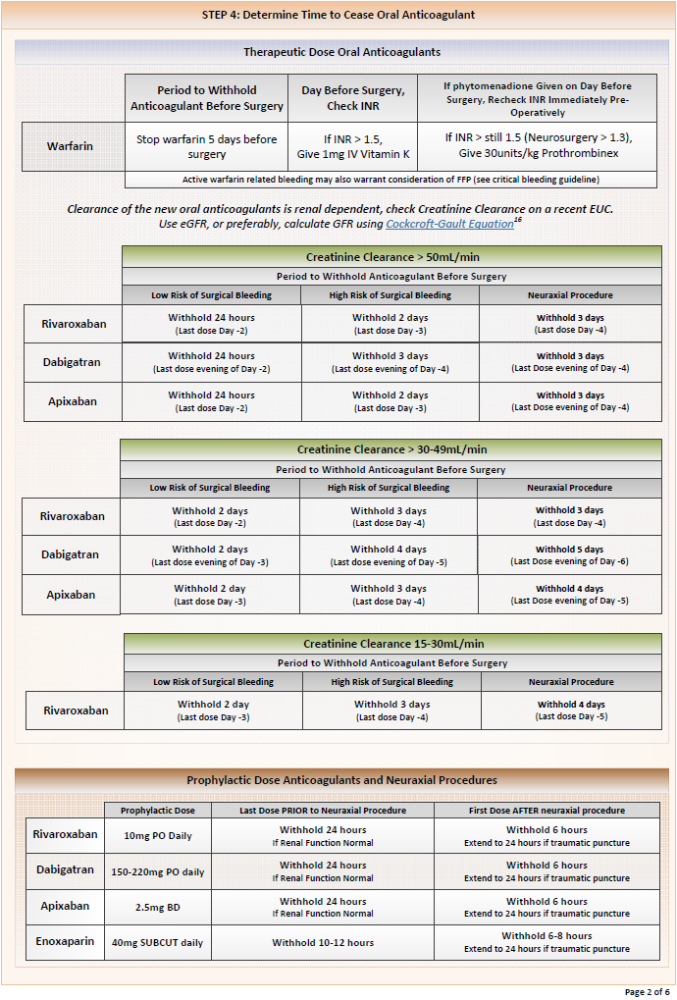 STEP 4: Determine Time to Cease Oral Anticoagulant
Therapeutic Dose Oral Anticoagulants
Period to Withhold Anticoagulant Before Surgery
Day Before Surgery, Check INR
If phytomenadione Given on Day Before Surgery, Recheck INR Immediately Pre-Operatively
Warfarin
Stop warfarin 5 days before surgery
If INR > 1.5, Give 1mg IV Vitamin K
If INR > still 1.5 (Neurosurgery > 1.3), Give 30units/kg Prothrombinex
Active warfarin related bleeding may also warrant consideration of FFP (see critical bleeding guideline)
Clearance of the new oral anticoagulants is renal dependent, check Creatinine Clearance on a recent EUC.
Use eGFR, or preferably, calculate GFR using Cockcroft-Gault Equation16
Creatinine Clearance > 50mL/min
Period to Withhold Anticoagulant Before Surgery
Low Risk of Surgical Bleeding
High Risk of Surgical Bleeding
Neuraxial Procedure
Rivaroxaban
Withhold 24 hours
(Last dose Day -2)
Withhold 2 days
(Last dose Day -3)
Withhold 3 days
(Last dose Day -4)
Dabigatran
Withhold 24 hours
(Last dose evening of Day -2)
Withhold 3 days
(Last dose evening of Day -4)
Withhold 3 days
(Last Dose evening of Day -4)
Apixaban
Withhold 24 hours
(Last dose Day -2)
Withhold 2 days
(Last dose Day -3)
Withhold 3 days
(Last Dose evening of Day -4)
Creatinine Clearance > 30-49mL/min
Period to Withhold Anticoagulant Before Surgery
Low Risk of Surgical Bleeding
High Risk of Surgical Bleeding
Neuraxial Procedure
Rivaroxaban
Withhold 2 days
(Last dose Day -2)
Withhold 3 days
(Last dose Day -4)
Withhold 3 days
(Last dose Day -4)
Dabigatran
Withhold 2 days
(Last dose evening of Day -3)
Withhold 4 days
(Last dose evening of Day -5)
Withhold 5 days
(Last Dose evening of Day -6)
Apixaban
Withhold 2 day
(Last dose Day -3)
Withhold 3 days
(Last dose Day -4)
Withhold 4 days
(Last Dose evening of Day -5)
Creatinine Clearance 15-30mL/min
Period to Withhold Anticoagulant Before Surgery
Low Risk of Surgical Bleeding
High Risk of Surgical Bleeding
Neuraxial Procedure
Rivaroxaban
Withhold 2 day
(Last dose Day -3)
Withhold 3 days
(Last dose Day -4)
Withhold 4 days
(Last dose Day -5)
Prophylactic Dose Anticoagulants and Neuraxial Procedures
Prophylactic Dose
Last Dose PRIOR to Neuraxial Procedure
First Dose AFTER neuraxial procedure
Rivaroxaban
10mg PO Daily
Withhold 24 hours
If Renal Function Normal
Withhold 6 hours
Extend to 24 hours if traumatic puncture
Dabigatran
150-220mg PO daily
Withhold 24 hours
If Renal Function Normal
Withhold 6 hours
Extend to 24 hours if traumatic puncture
Apixaban
2.5mg BD
Withhold 24 hours
If Renal Function Normal
Withhold 6 hours
Extend to 24 hours if traumatic puncture
Enoxaparin
40mg SUBCUT daily
Withhold 10-12 hours
Withhold 6-8 hours
Extend to 24 hours if traumatic puncture
Page 2 of 6